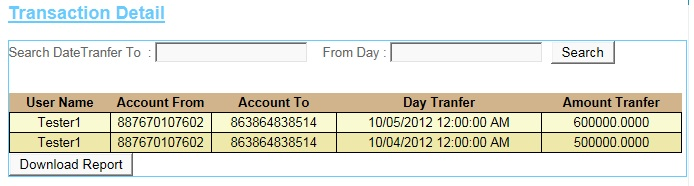 Transaction Detail
Search DateTranfer To : From Day : Search
User Name Account From Account To Day Tranfer Amount Tranfer
Tester1 887670107602 863864838514 10/05/2012 12:00:00 AM 600000.0000
Tester1 887670107602 863864838514 10/04/2012 12:00:00 AM 500000.0000
Download Report